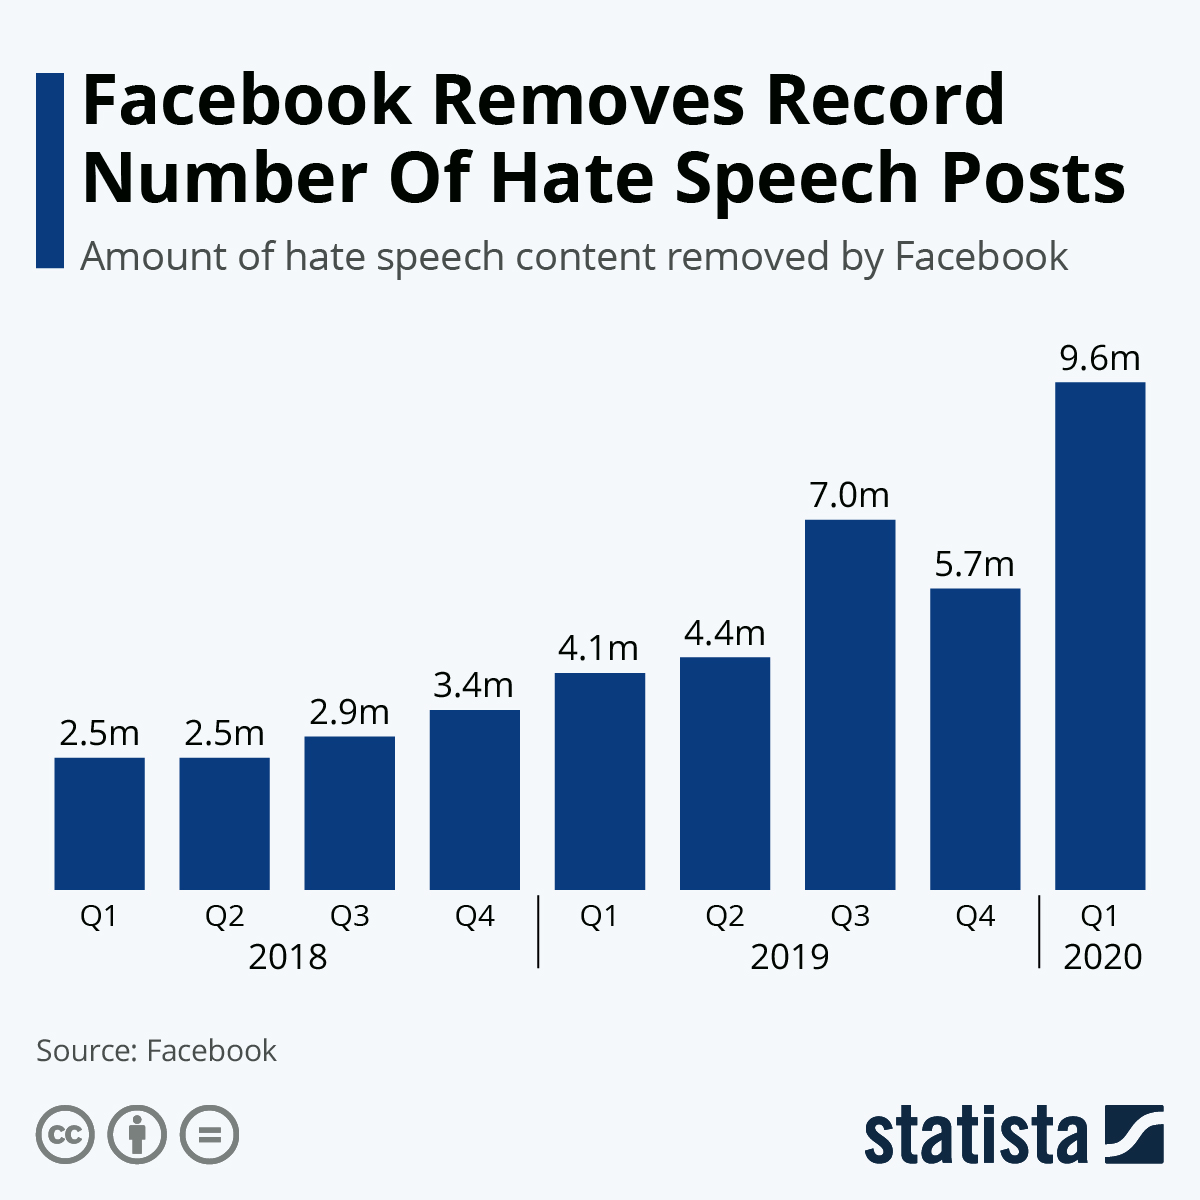 Facebook Removes Record
Number Of Hate Speech Posts
Amount of hate speech content removed by Facebook
2.5m
2.5m
2.9m
3.4m
4.1m
4.4m
7.0m
5.7m
9.6m
Q1 Q2 Q3 Q4 Q1 Q2 Q3 Q4 Q1
2018 2019 2020
Source: Facebook
cc
statista